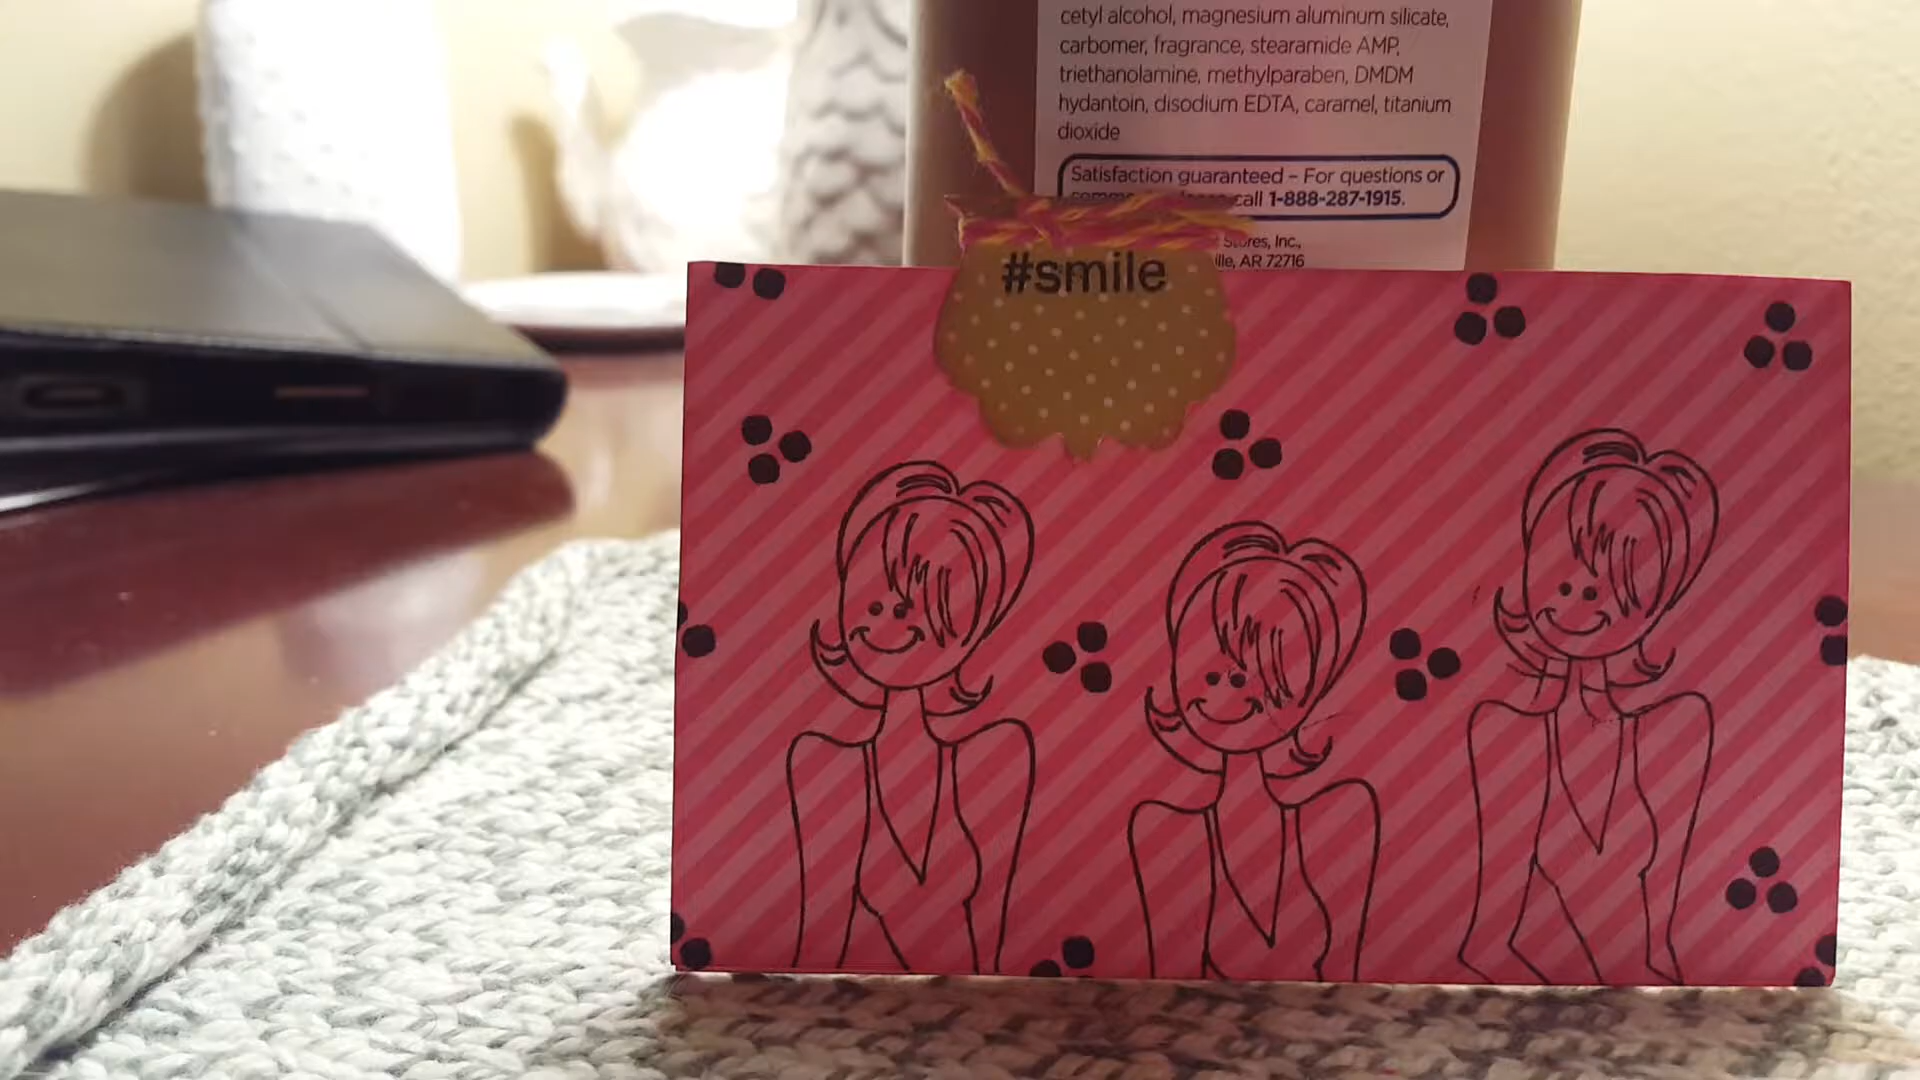 cetyl alcohol, magnesium aluminum silicate,
carbomer, fragrance, stearamide AMP,
triethanolamine, methylparaben, DMDM
hydantoin, disodium EDTA, caramel, titanium
dioxide
Satisfaction guaranteed – For questions or
call 1-888-287-1915.
Stores, Inc.,
AR 72716
#smile